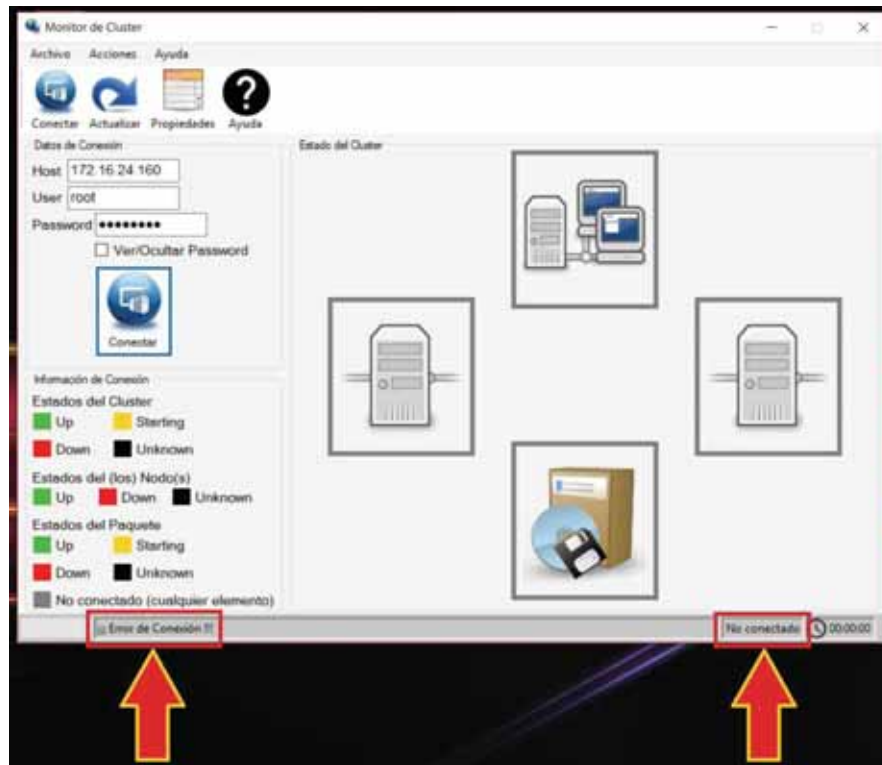 Monitor de Cluster
Archivo Acciones Ayuda
Conectar Actualizar Propiedades Ayuda
Datos de Conexión
Host 172.16.24.160
User root
Password ••••••••
Ver/Ocultar Password
Conectar
Información de Conexión
Estados del Cluster
Up Starting
Down Unknown
Estados del (los) Nodo(s)
Up Down Unknown
Estados del Paquete
Up Starting
Down Unknown
No conectado (cualquier elemento)
Estado del Cluster
¡¡ Error de Conexión !!
No conectado 00:00:00